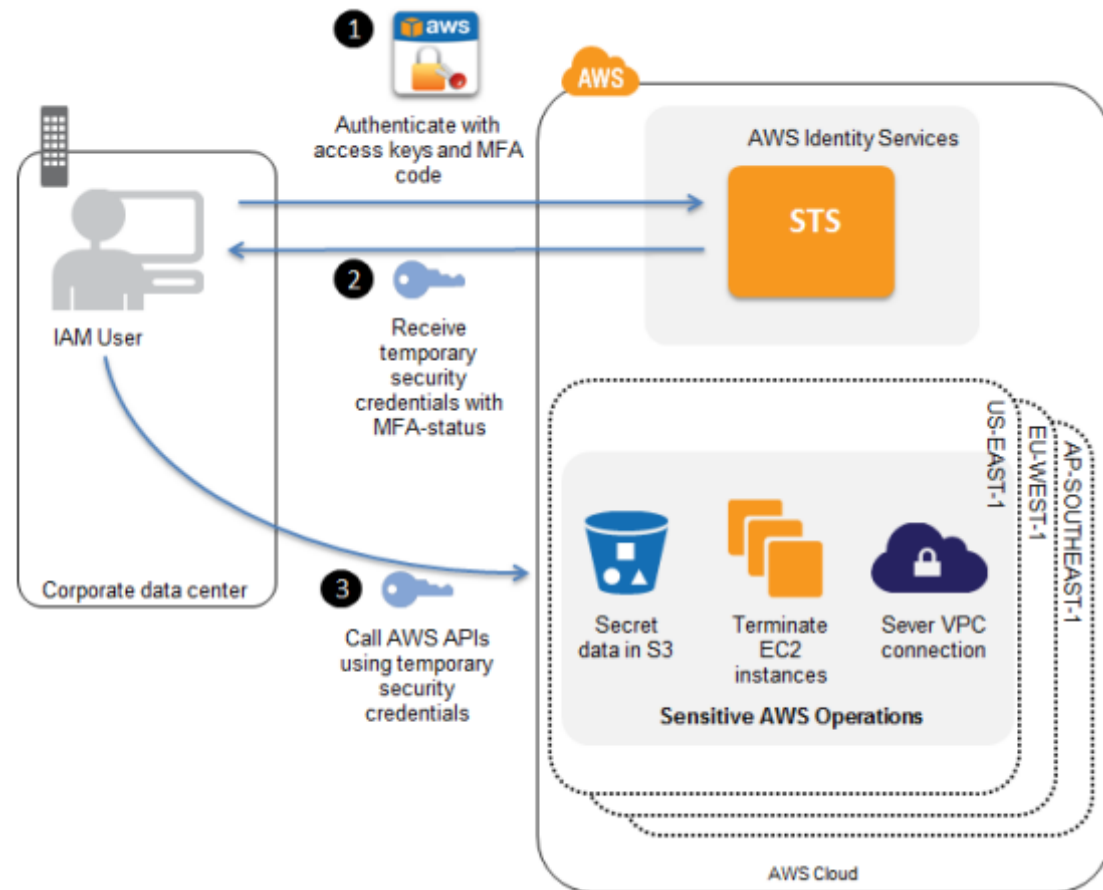 1
aws
Authenticate with
access keys and MFA
code
AWS
AWS Identity Services
STS
IAM User
2
Receive
temporary
security
credentials with
MFA-status
Corporate data center
3
Call AWS APIs
using temporary
security
credentials
US-EAST-1
EU-WEST-1
AP-SOUTHEAST-1
Secret
data in S3
Terminate
EC2
instances
Sever VPC
connection
Sensitive AWS Operations
AWS Cloud